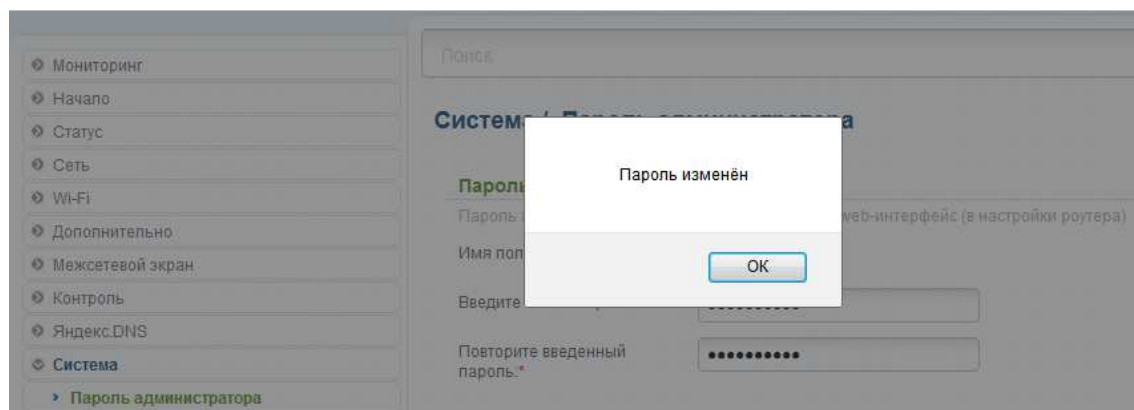 Поиск
Мониторинг
Начало
Статус
Сеть
Wi-Fi
Дополнительно
Межсетевой экран
Контроль
Яндекс.DNS
Система
Пароль администратора
Система /
Пароль изменён
OK
Пароль
web-интерфейс (в настройки роутера)
Имя
Введите
Повторите введенный
пароль:*